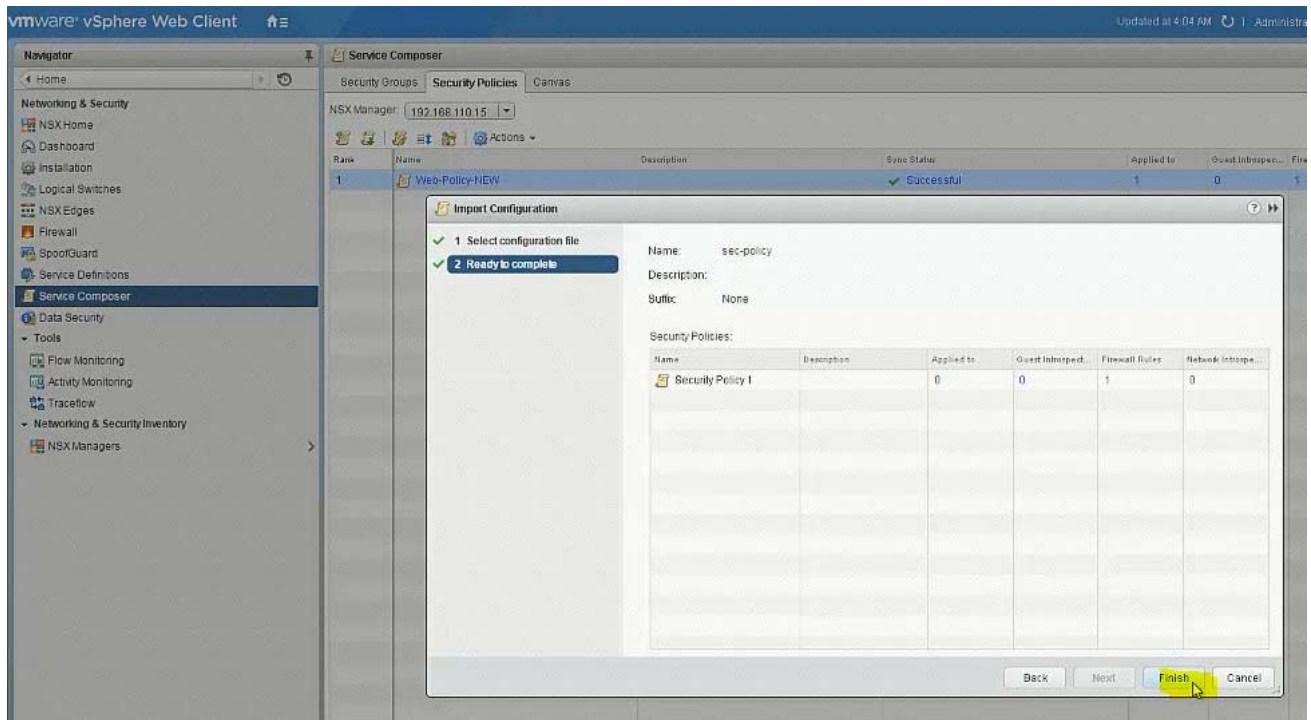 vmware® vSphere Web Client
Updated at 4:04 AM | Administra
Navigator
Home
Networking & Security
NSX Home
Dashboard
Installation
Logical Switches
NSX Edges
Firewall
SpoofGuard
Service Definitions
Service Composer
Data Security
Tools
Flow Monitoring
Activity Monitoring
Traceflow
Networking & Security Inventory
NSX Managers
Service Composer
Security Groups Security Policies Canvas
NSX Manager: 192.168.110.15
Actions
Rank Name Description Sync Status Applied to Guest Introspec... Fire
1 Web-Policy-NEW Successful 1 0 1
Import Configuration
1 Select configuration file
2 Ready to complete
Name: sec-policy
Description:
Suffix: None
Security Policies:
Name Description Applied to Guest Introspect... Firewall Rules Network Introspe...
Security Policy 1 0 0 1 0
Back Next Finish Cancel